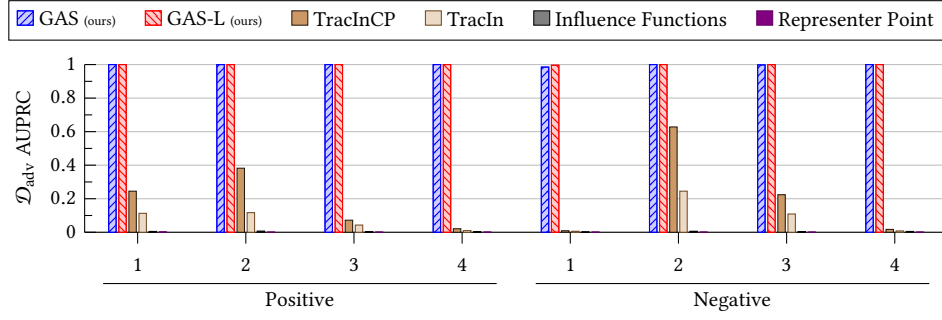 GAS (ours) GAS-L (ours) TracInCP TracIn Influence Functions Representer Point
1
0.8
0.6
0.4
0.2
0
𝒟adv AUPRC
1 2 3 4 1 2 3 4
Positive Negative